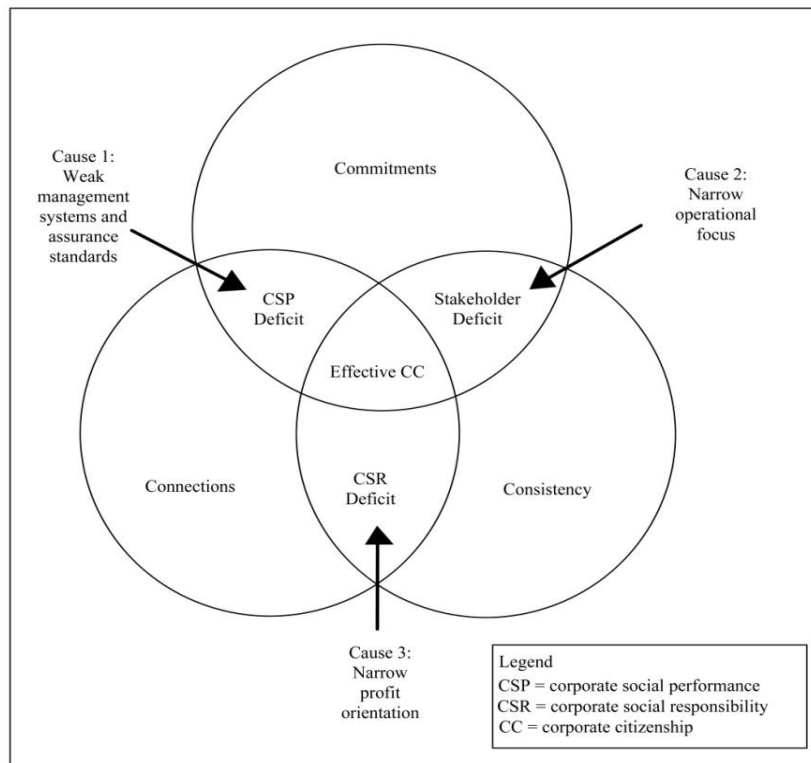 Commitments
Cause 1:
Weak
management
systems and
assurance
standards
Cause 2:
Narrow
operational
focus
CSP
Deficit
Stakeholder
Deficit
Effective CC
Connections
CSR
Deficit
Consistency
Cause 3:
Narrow
profit
orientation
Legend
CSP = corporate social performance
CSR = corporate social responsibility
CC = corporate citizenship